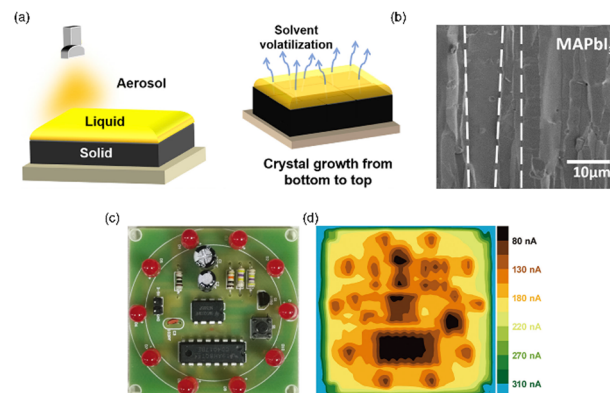 (a)
Aerosol
Liquid
Solid
Solvent
volatilization
Crystal growth from
bottom to top
(b)
MAPbI
10μm
(c)
(d)
80 nA
130 nA
180 nA
220 nA
270 nA
310 nA